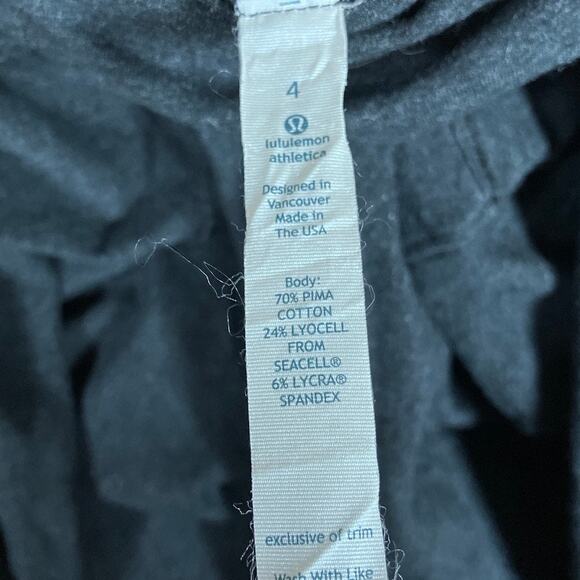 4
lululemon
athletica
Designed in
Vancouver
Made in
The USA
Body:
70% PIMA
COTTON
24% LYOCELL
FROM
SEACELL®
6% LYCRA®
SPANDEX
exclusive of trim
Wash With Like